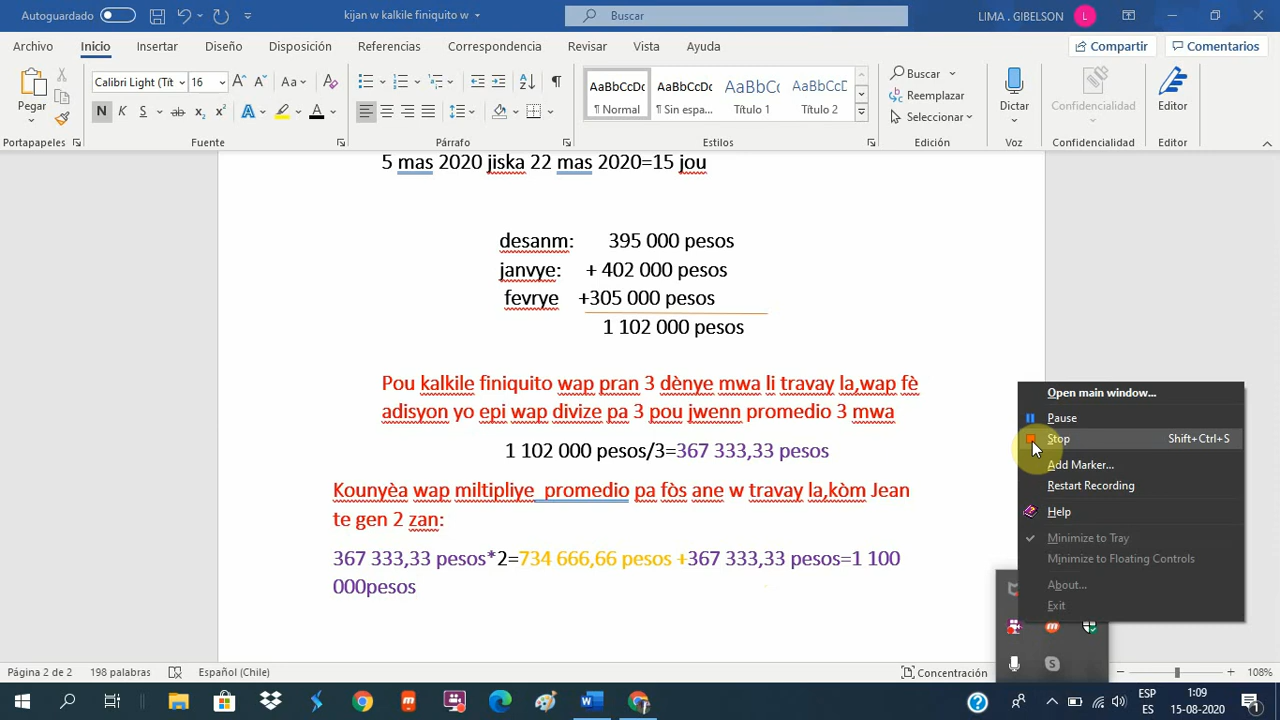 Autoguardado
kijan w kalkile finiquito w
Buscar
LIMA . GIBELSON
L
Archivo Inicio Insertar Diseño Disposición Referencias Correspondencia Revisar Vista Ayuda
Compartir
Comentarios
Pegar
Portapapeles
Calibri Light (Tít 16
N K S ab x₂ x²
Fuente
Párrafo
AaBbCcDc AaBbCcDc AaBbCcDc AaBbCcD
¶ Normal ¶ Sin espa... Título 1 Título 2
Estilos
Buscar
Reemplazar
Seleccionar
Edición
Dictar
Voz
Confidencialidad
Confidencialidad
Editor
Editor
5 mas 2020 jiska 22 mas 2020=15 jou
desanm: 395 000 pesos
janvye: + 402 000 pesos
fevrye +305 000 pesos
1 102 000 pesos
Pou kalkile finiquito wap pran 3 dènye mwa li travay la,wap fè
adisyon yo epi wap divize pa 3 pou jwenn promedio 3 mwa
1 102 000 pesos/3=367 333,33 pesos
Kounyèa wap miltipliye promedio pa fòs ane w travay la,kòm Jean
te gen 2 zan:
367 333,33 pesos*2=734 666,66 pesos +367 333,33 pesos=1 100
000pesos
Open main window...
Pause
Stop Shift+Ctrl+S
Add Marker...
Restart Recording
Help
Minimize to Tray
Minimize to Floating Controls
About...
Exit
Página 2 de 2 198 palabras Español (Chile) Concentración 108%
ESP
ES
1:09
15-08-2020